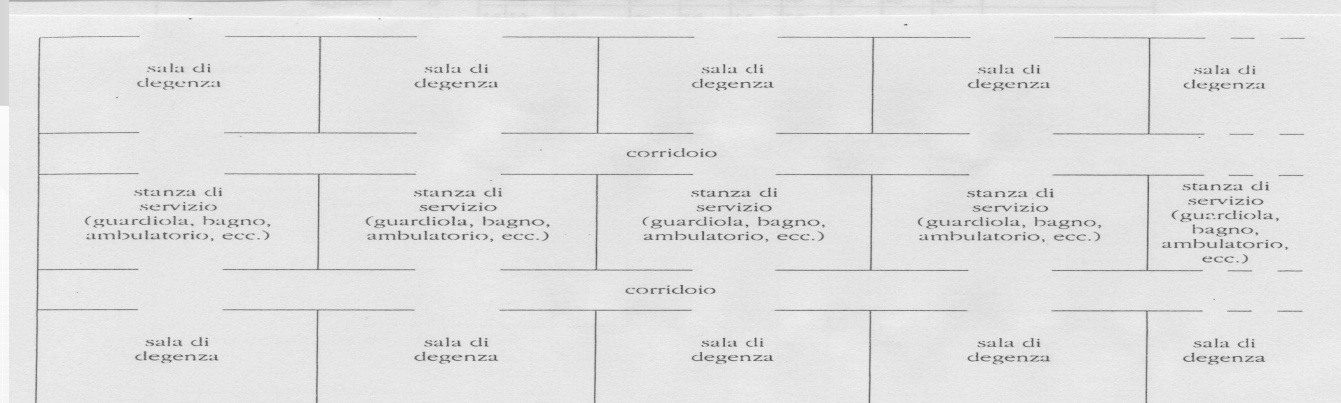 sala di
degenza
sala di
degenza
sala di
degenza
sala di
degenza
sala di
degenza
corridoio
stanza di
servizio
(guardiola, bagno,
ambulatorio, ecc.)
stanza di
servizio
(guardiola, bagno,
ambulatorio, ecc.)
stanza di
servizio
(guardiola, bagno,
ambulatorio, ecc.)
stanza di
servizio
(guardiola, bagno,
ambulatorio, ecc.)
stanza di
servizio
(guardiola,
bagno,
ambulatorio,
ecc.)
corridoio
sala di
degenza
sala di
degenza
sala di
degenza
sala di
degenza
sala di
degenza